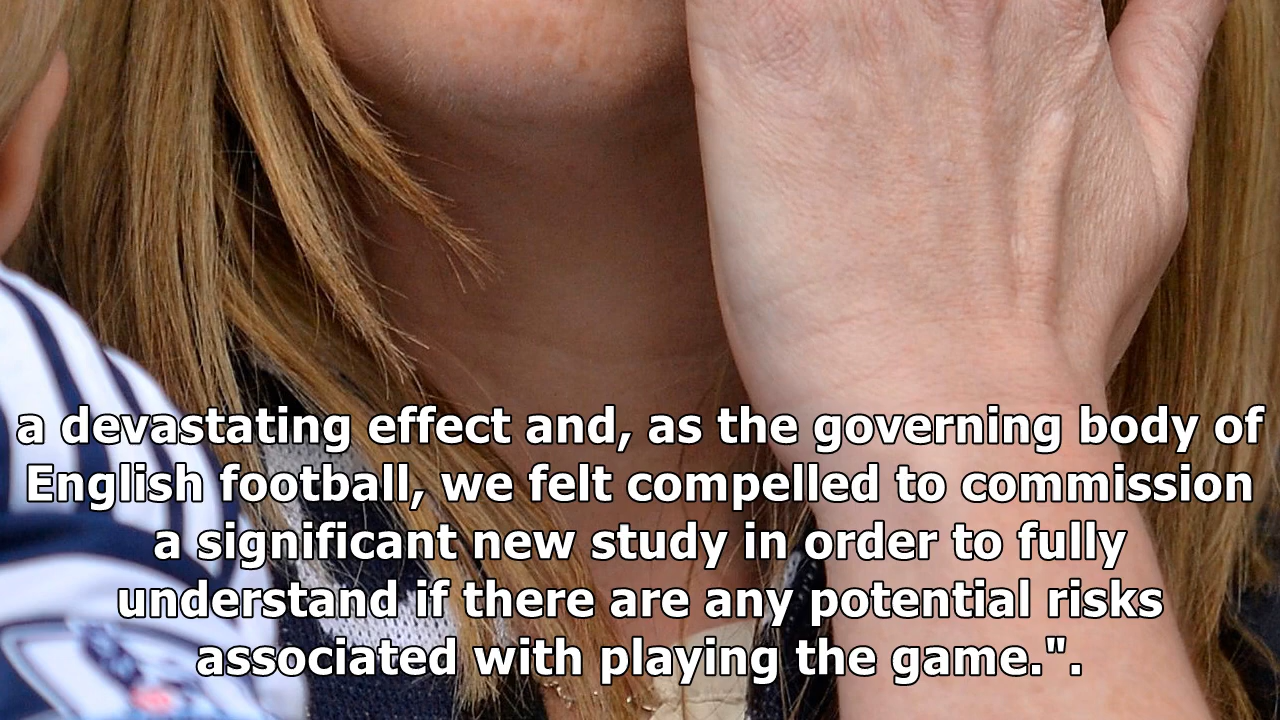 a devastating effect and, as the governing body of
English football, we felt compelled to commission
a significant new study in order to fully
understand if there are any potential risks
associated with playing the game.".